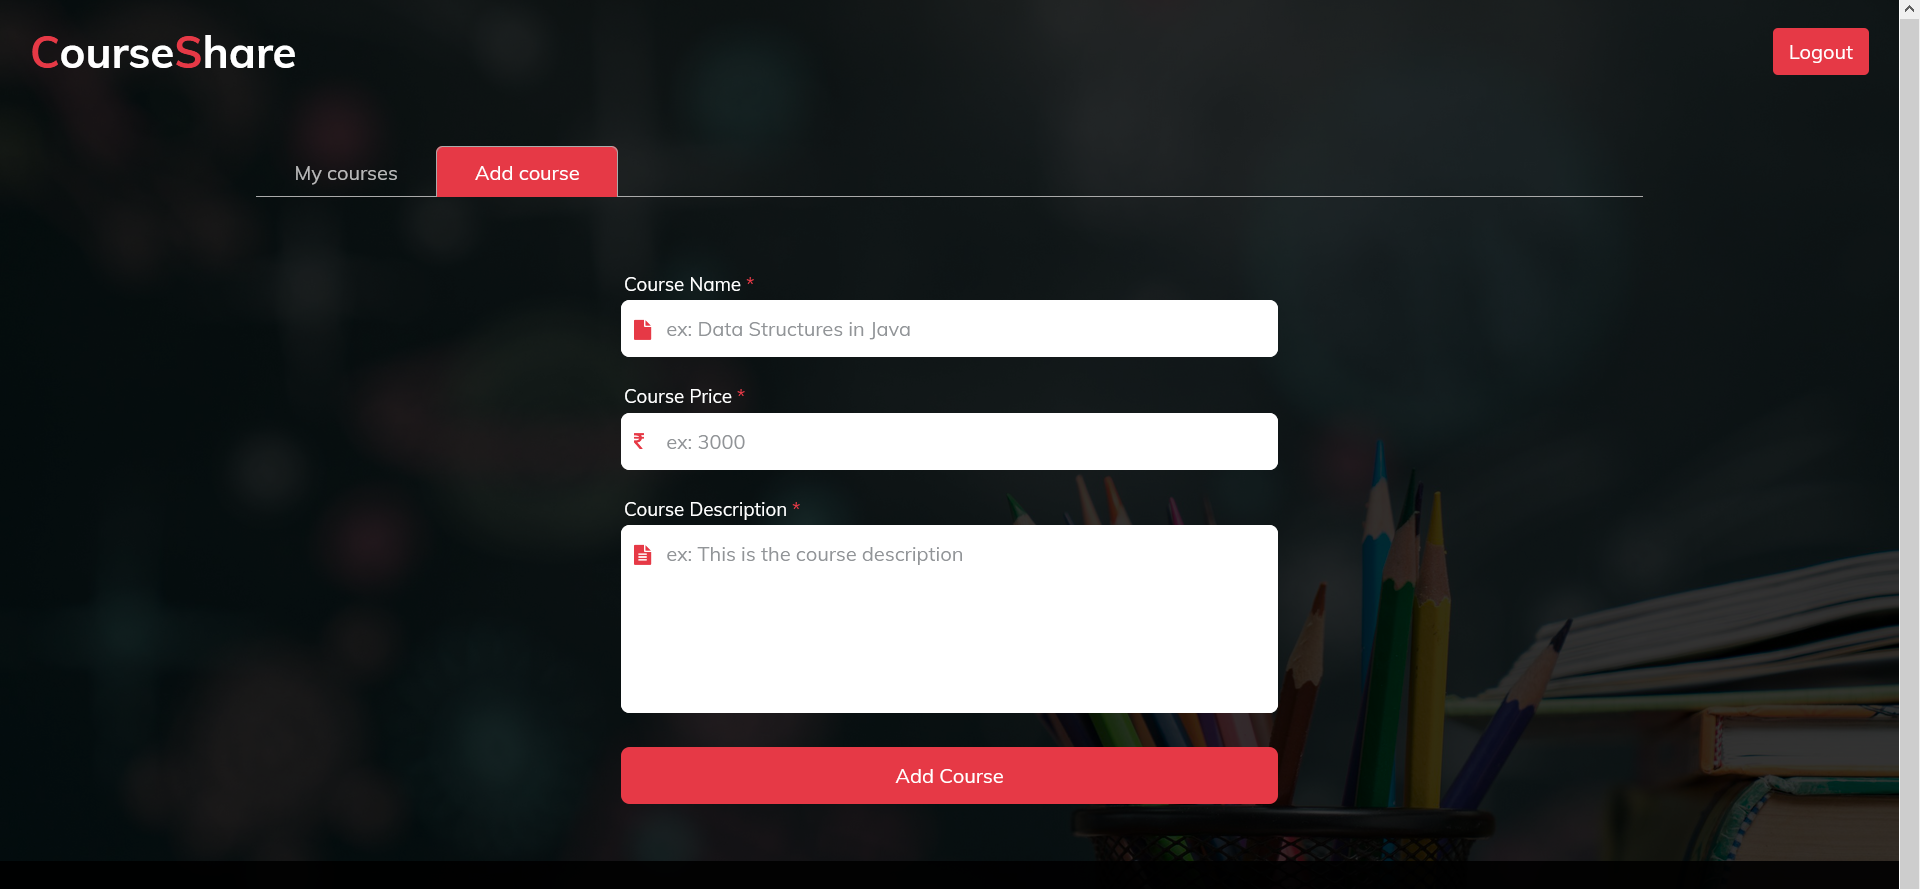 CourseShare
Logout
My courses
Add course
Course Name *
ex: Data Structures in Java
Course Price *
₹ ex: 3000
Course Description *
ex: This is the course description
Add Course